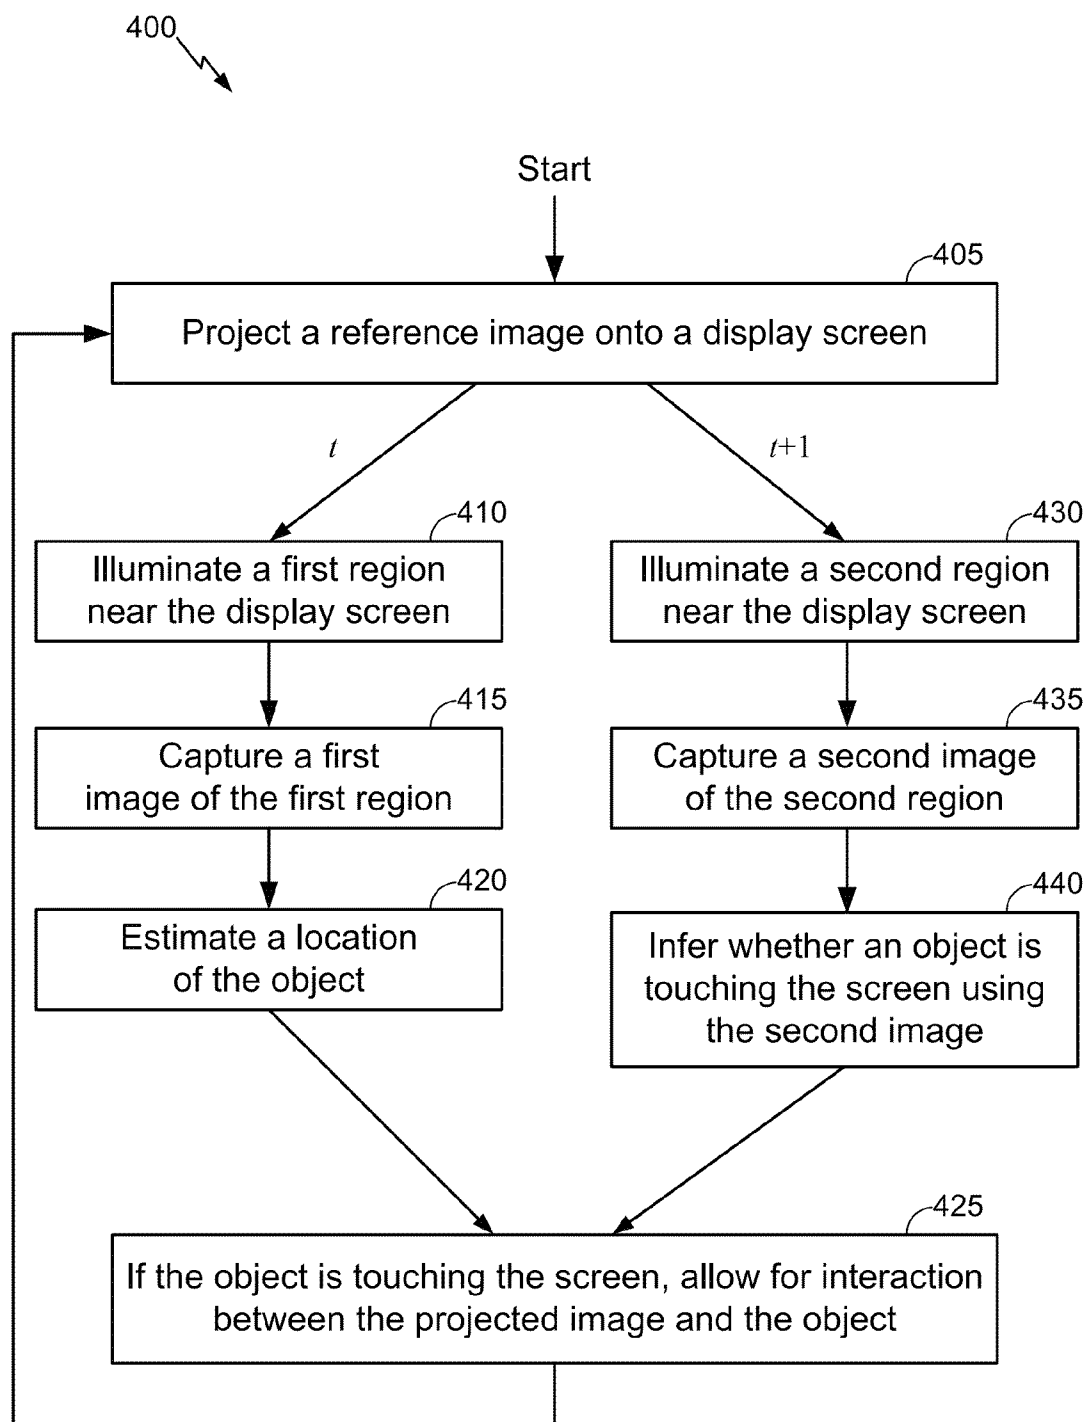 400
Start
405
Project a reference image onto a display screen
t
t+1
410
Illuminate a first region
near the display screen
430
Illuminate a second region
near the display screen
415
Capture a first
image of the first region
435
Capture a second image
of the second region
420
Estimate a location
of the object
440
Infer whether an object is
touching the screen using
the second image
425
If the object is touching the screen, allow for interaction
between the projected image and the object